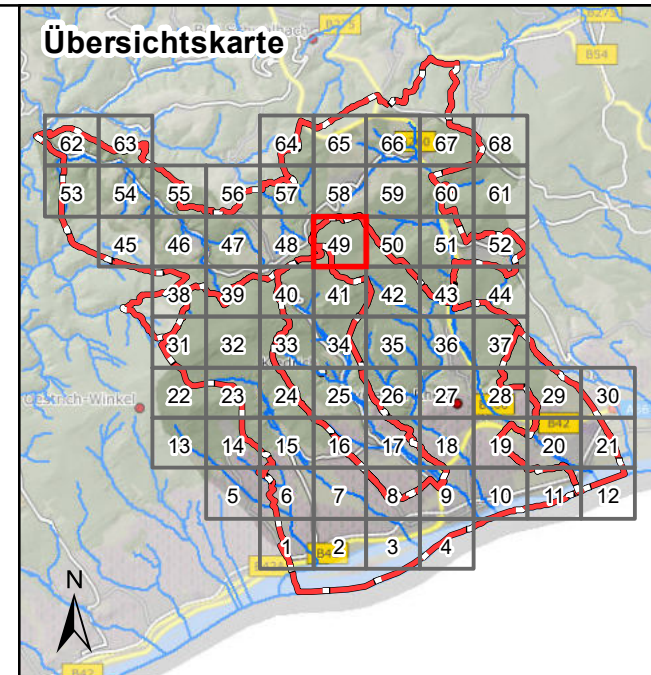 Übersichtskarte
B275
B54
62 63 64 65 66 67 68
53 54 55 56 57 58 59 60 61
45 46 47 48 49 50 51 52
38 39 40 41 42 43 44
31 32 33 34 35 36 37
22 23 24 25 26 27 28 29 30
Oestrich-Winkel
B42
13 14 15 16 17 18 19 20 21
5 6 7 8 9 10 11 12
1 2 3 4
N
B42